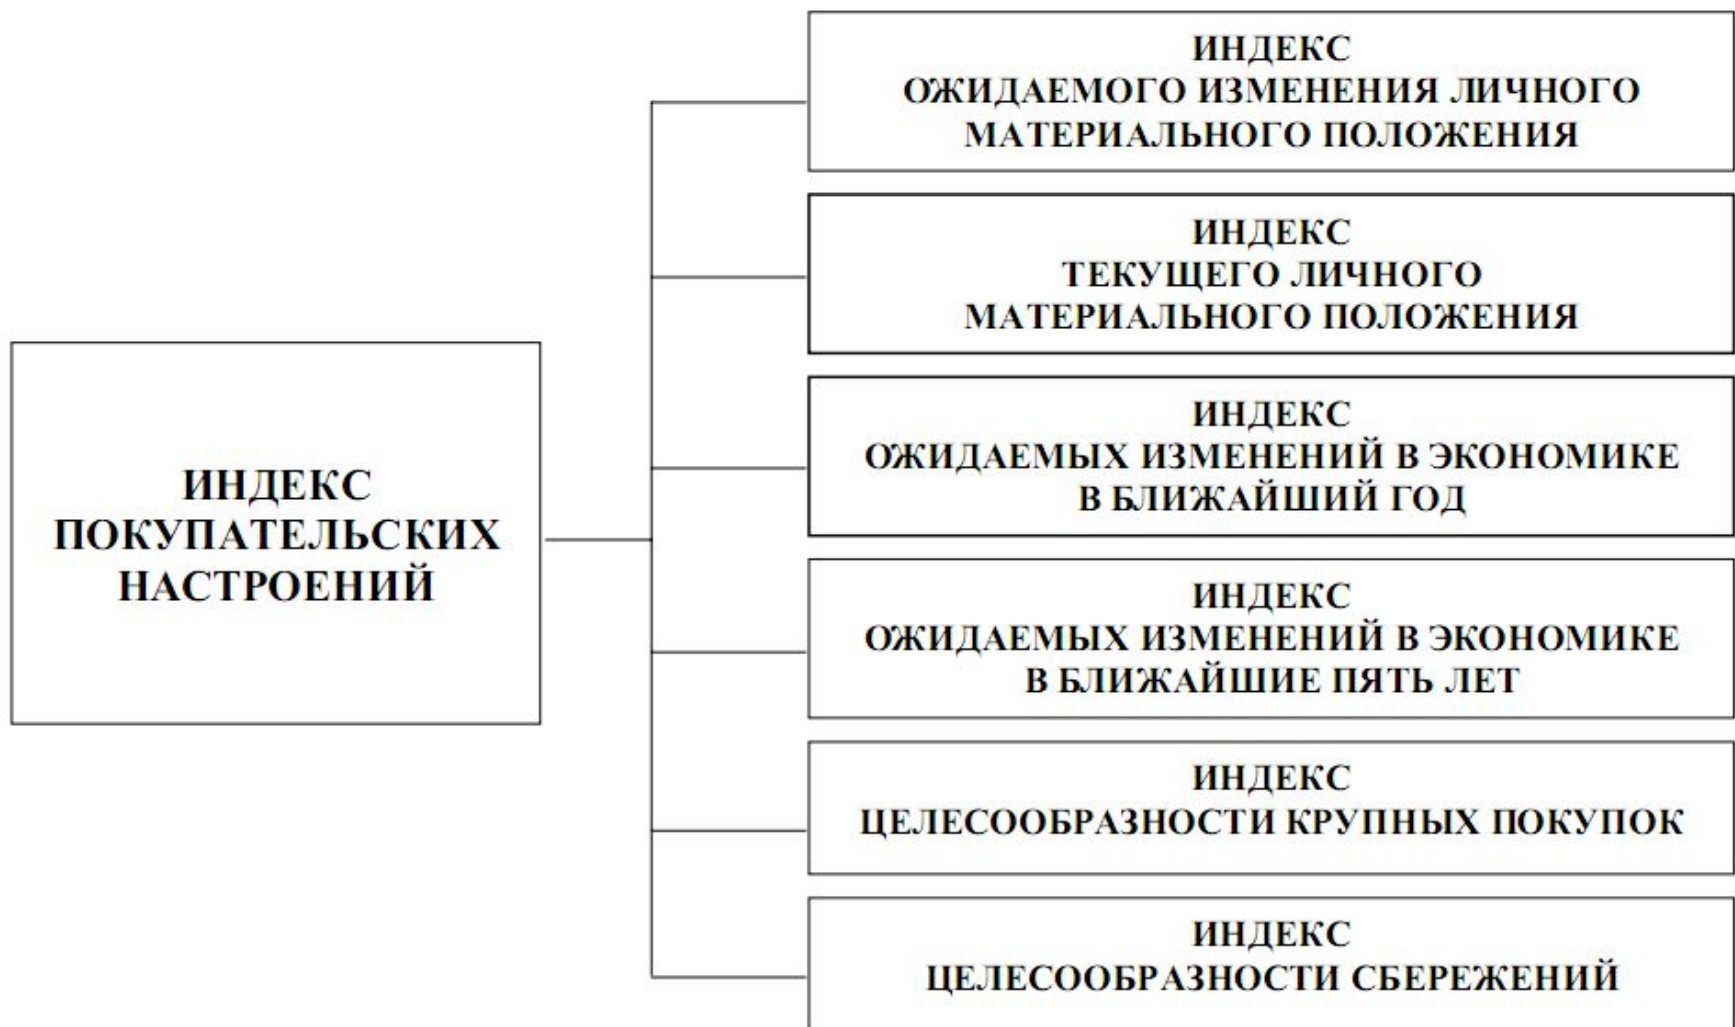 ИНДЕКС
ПОКУПАТЕЛЬСКИХ
НАСТРОЕНИЙ
ИНДЕКС
ОЖИДАЕМОГО ИЗМЕНЕНИЯ ЛИЧНОГО
МАТЕРИАЛЬНОГО ПОЛОЖЕНИЯ
ИНДЕКС
ТЕКУЩЕГО ЛИЧНОГО
МАТЕРИАЛЬНОГО ПОЛОЖЕНИЯ
ИНДЕКС
ОЖИДАЕМЫХ ИЗМЕНЕНИЙ В ЭКОНОМИКЕ
В БЛИЖАЙШИЙ ГОД
ИНДЕКС
ОЖИДАЕМЫХ ИЗМЕНЕНИЙ В ЭКОНОМИКЕ
В БЛИЖАЙШИЕ ПЯТЬ ЛЕТ
ИНДЕКС
ЦЕЛЕСООБРАЗНОСТИ КРУПНЫХ ПОКУПОК
ИНДЕКС
ЦЕЛЕСООБРАЗНОСТИ СБЕРЕЖЕНИЙ